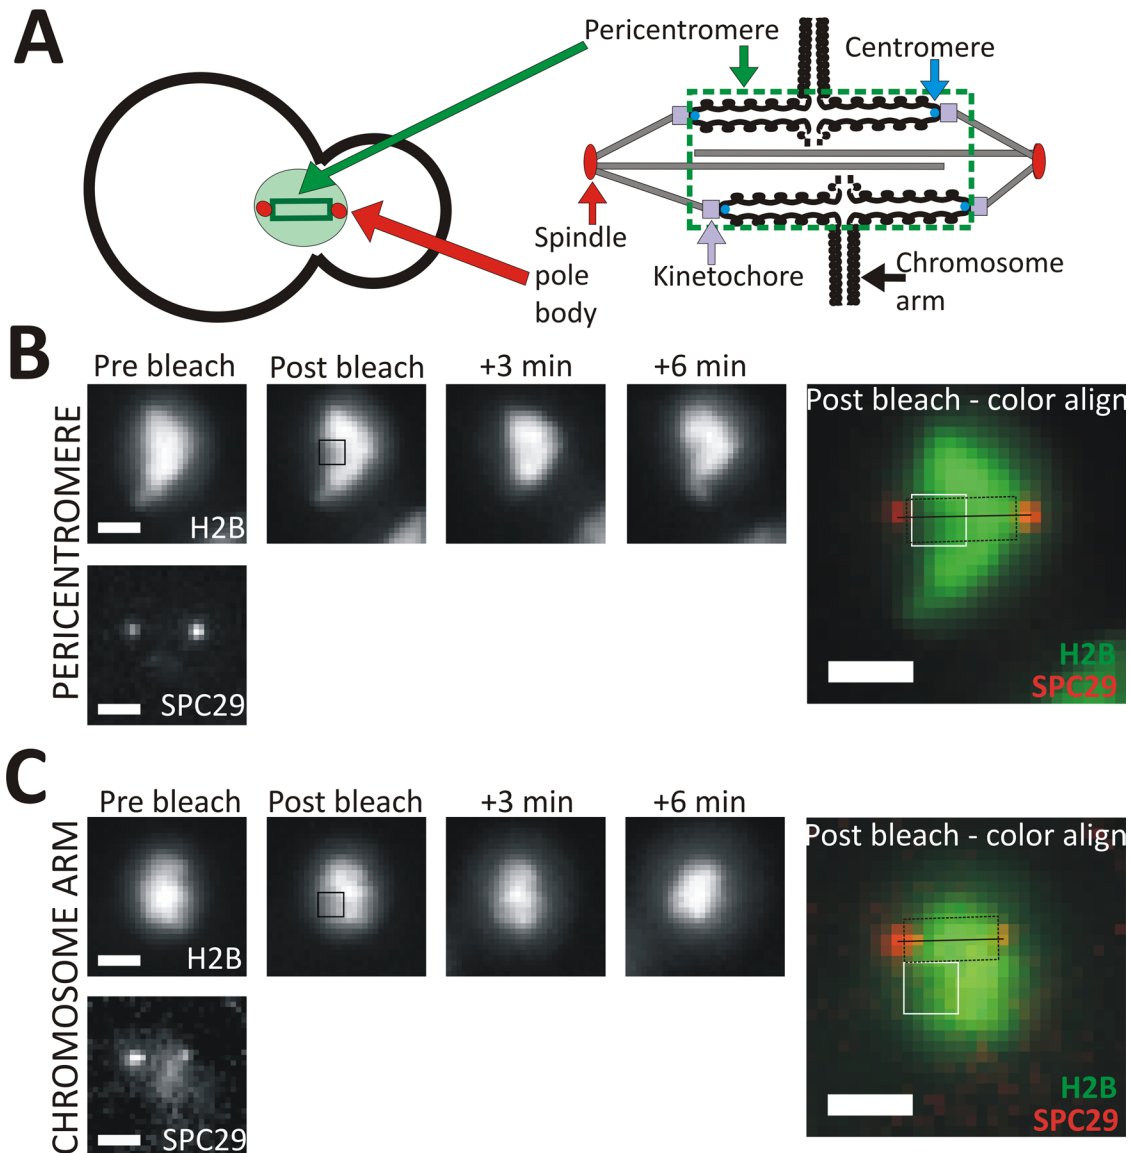 A
Pericentromere
Centromere
Spindle
pole
body
Kinetochore
Chromosome
arm
B
PERICENTROMERE
Pre bleach
Post bleach
+3 min
+6 min
Post bleach - color align
H2B
SPC29
H2B
SPC29
C
CHROMOSOME ARM
Pre bleach
Post bleach
+3 min
+6 min
Post bleach - color align
H2B
SPC29
H2B
SPC29